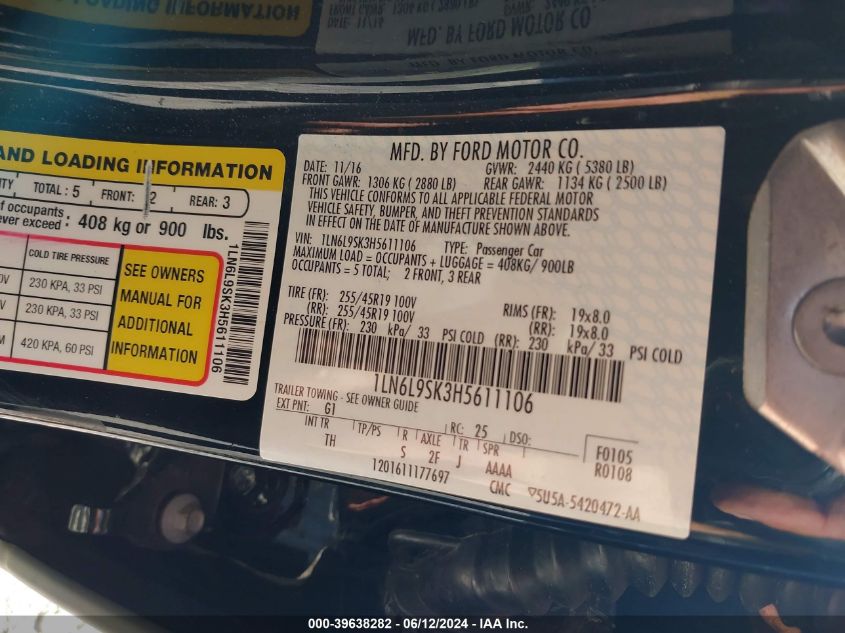 MFD. BY FORD MOTOR CO.
AND LOADING INFORMATION
TOTAL : 5
FRONT: 2
REAR: 3
of occupants:
ever exceed : 408 kg or 900 lbs.
COLD TIRE PRESSURE
230 KPA, 33 PSI
230 KPA, 33 PSI
420 KPA, 60 PSI
SEE OWNERS
MANUAL FOR
ADDITIONAL
INFORMATION
1LN6L9SK3H5611106
MFD. BY FORD MOTOR CO.
DATE: 11/16 GVWR: 2440 KG ( 5380 LB)
FRONT GAWR: 1306 KG ( 2880 LB) REAR GAWR: 1134 KG ( 2500 LB)
THIS VEHICLE CONFORMS TO ALL APPLICABLE FEDERAL MOTOR
VEHICLE SAFETY, BUMPER, AND THEFT PREVENTION STANDARDS
IN EFFECT ON THE DATE OF MANUFACTURE SHOWN ABOVE.
VIN: 1LN6L9SK3H5611106 TYPE: Passenger Car
MAXIMUM LOAD = OCCUPANTS + LUGGAGE = 408KG/ 900LB
OCCUPANTS = 5 TOTAL; 2 FRONT, 3 REAR
TIRE (FR): 255/45R19 100V RIMS (FR): 19x8.0
(RR): 255/45R19 100V (RR): 19x8.0
PRESSURE (FR): 230 kPa/ 33 PSI COLD (RR): 230 kPa/33 PSI COLD
1LN6L9SK3H5611106
TRAILER TOWING - SEE OWNER GUIDE
EXT PNT: G1 RC: 25 DSO:
INT TR TP/PS R AXLE TR SPR F0105
TH S 2F J AAAA R0108
1201611177697 CMC 5U5A-5420472-AA
000-39638282 - 06/12/2024 - IAA Inc.